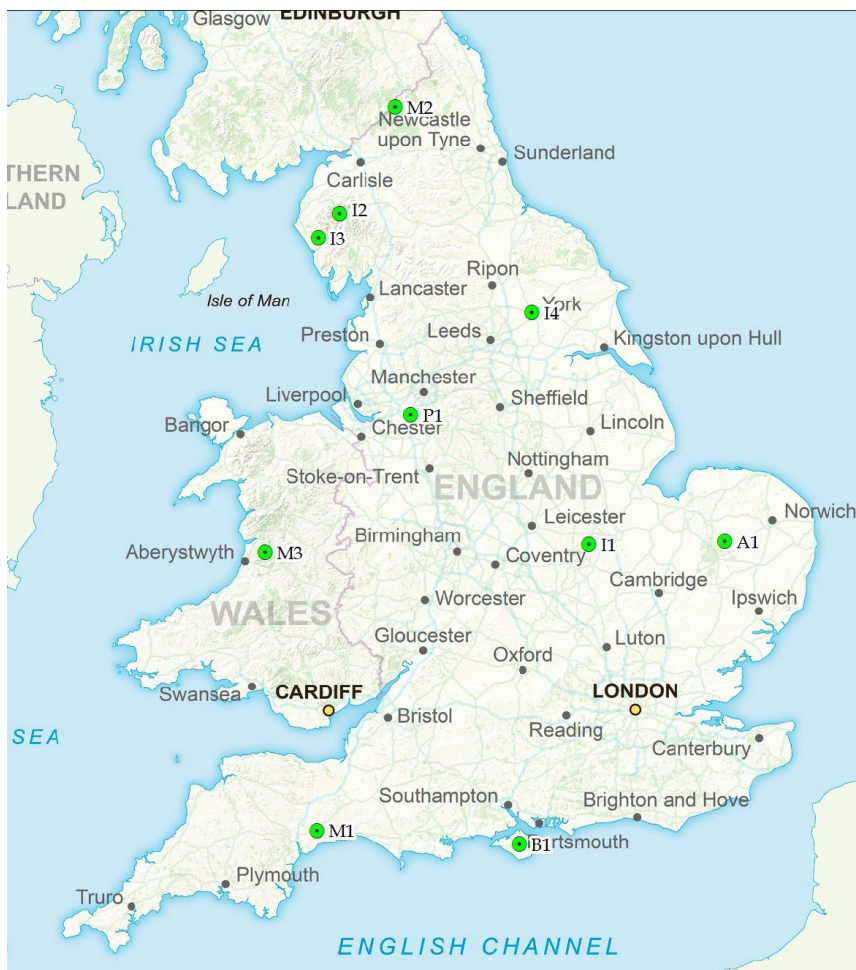 Glasgow
EDINBURGH
M2
Newcastle
upon Tyne
Sunderland
THERN
LAND
Carlisle
I2
I3
Ripon
Isle of Man
Lancaster
York
I4
IRISH SEA
Preston
Leeds
Kingston upon Hull
Manchester
Liverpool
Sheffield
P1
Bangor
Chester
Lincoln
Nottingham
Stoke-on-Trent
ENGLAND
Norwich
Leicester
Birmingham
A1
Aberystwyth
M3
I1
Coventry
Cambridge
Worcester
Ipswich
WALES
Gloucester
Luton
Oxford
Swansea
CARDIFF
LONDON
Bristol
Reading
SEA
Canterbury
Southampton
Brighton and Hove
M1
B1
Portsmouth
Plymouth
Truro
ENGLISH CHANNEL